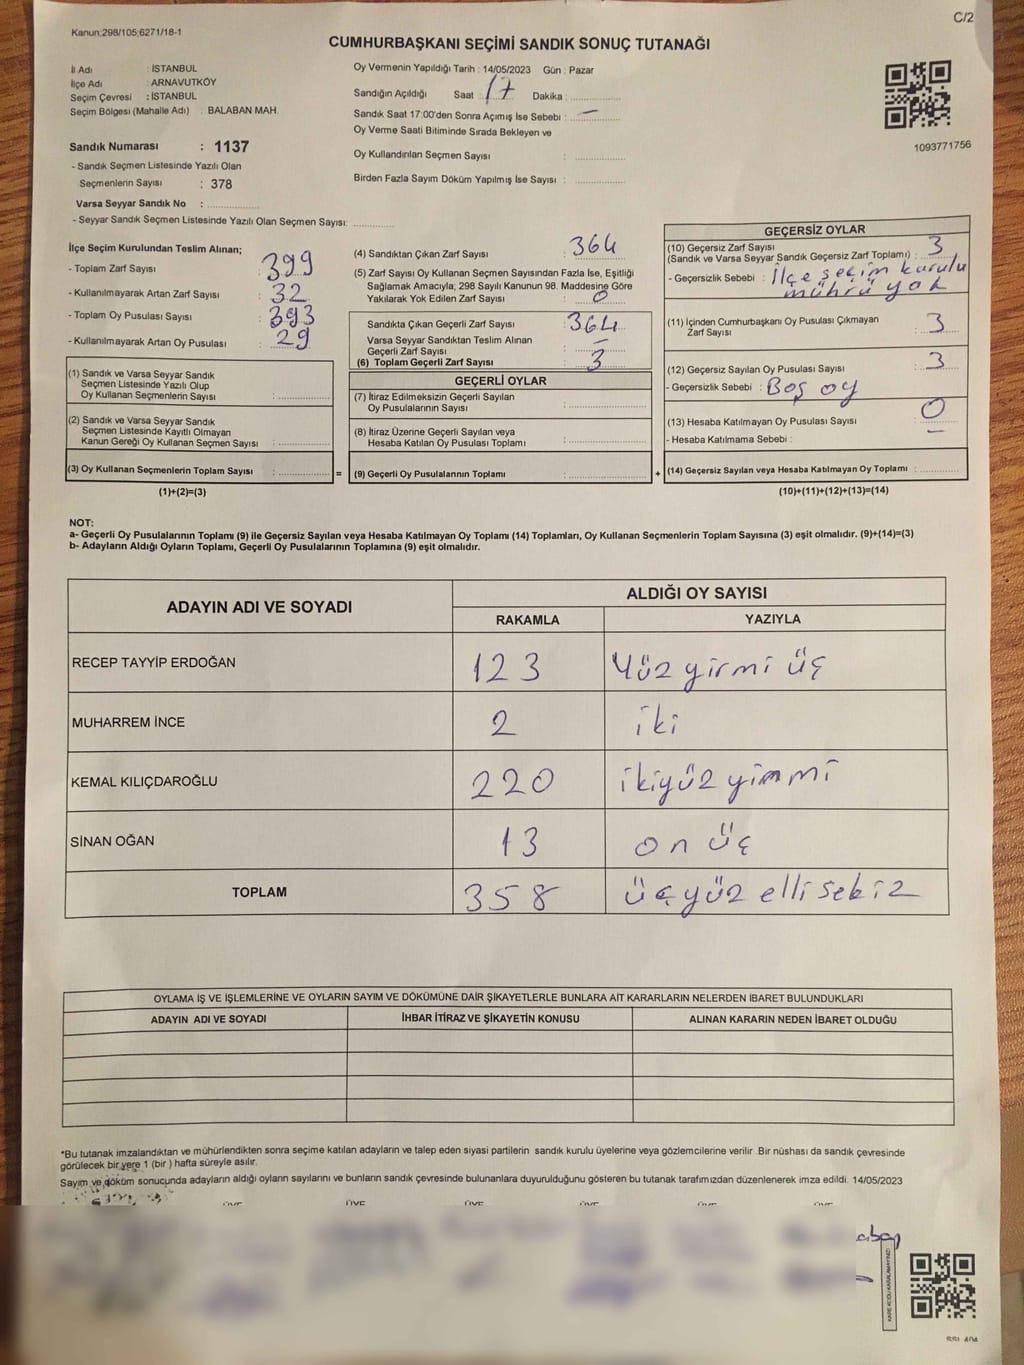 C/2
Kanun;298/105;6271/18-1
CUMHURBAŞKANI SEÇİMİ SANDIK SONUÇ TUTANAĞI
İl Adı : İSTANBUL
İlçe Adı : ARNAVUTKÖY
Seçim Çevresi : İSTANBUL
Seçim Bölgesi (Mahalle Adı) : BALABAN MAH.
Sandık Numarası : 1137
- Sandık Seçmen Listesinde Yazılı Olan
Seçmenlerin Sayısı : 378
Varsa Seyyar Sandık No :
- Seyyar Sandık Seçmen Listesinde Yazılı Olan Seçmen Sayısı:
Oy Vermenin Yapıldığı Tarih : 14/05/2023 Gün : Pazar
Sandığın Açıldığı Saat : 17 Dakika :
Sandık Saat 17:00'den Sonra Açımış İse Sebebi : —
Oy Verme Saati Bitiminde Sırada Bekleyen ve
Oy Kullandırılan Seçmen Sayısı :
Birden Fazla Sayım Döküm Yapılmış İse Sayısı :
1093771756
İlçe Seçim Kurulundan Teslim Alınan;
- Toplam Zarf Sayısı : 399
- Kullanılmayarak Artan Zarf Sayısı : 32
- Toplam Oy Pusulası Sayısı : 393
- Kullanılmayarak Artan Oy Pusulası : 29
(1) Sandık ve Varsa Seyyar Sandık
Seçmen Listesinde Yazılı Olup
Oy Kullanan Seçmenlerin Sayısı :
(2) Sandık ve Varsa Seyyar Sandık
Seçmen Listesinde Kayıtlı Olmayan
Kanun Gereği Oy Kullanan Seçmen Sayısı :
(3) Oy Kullanan Seçmenlerin Toplam Sayısı :
(1)+(2)=(3)
(4) Sandıktan Çıkan Zarf Sayısı : 364
(5) Zarf Sayısı Oy Kullanan Seçmen Sayısından Fazla İse, Eşitliği
Sağlamak Amacıyla; 298 Sayılı Kanunun 98. Maddesine Göre
Yakılarak Yok Edilen Zarf Sayısı : 0
Sandıkta Çıkan Geçerli Zarf Sayısı : 364
Varsa Seyyar Sandıktan Teslim Alınan
Geçerli Zarf Sayısı : —
(6) Toplam Geçerli Zarf Sayısı : 3
GEÇERLİ OYLAR
(7) İtiraz Edilmeksizin Geçerli Sayılan
Oy Pusulalarının Sayısı :
(8) İtiraz Üzerine Geçerli Sayılan veya
Hesaba Katılan Oy Pusulası Toplamı :
= (9) Geçerli Oy Pusulalarının Toplamı :
GEÇERSİZ OYLAR
(10) Geçersiz Zarf Sayısı
(Sandık ve Varsa Seyyar Sandık Geçersiz Zarf Toplamı) : 3
- Geçersizlik Sebebi : İlçe seçim kurulu
mührü yok
(11) İçinden Cumhurbaşkanı Oy Pusulası Çıkmayan
Zarf Sayısı : 3
(12) Geçersiz Sayılan Oy Pusulası Sayısı : 3
- Geçersizlik Sebebi : Boş oy
(13) Hesaba Katılmayan Oy Pusulası Sayısı : 0
- Hesaba Katılmama Sebebi : —
+ (14) Geçersiz Sayılan veya Hesaba Katılmayan Oy Toplamı :
(10)+(11)+(12)+(13)=(14)
NOT:
a- Geçerli Oy Pusulalarının Toplamı (9) ile Geçersiz Sayılan veya Hesaba Katılmayan Oy Toplamı (14) Toplamları, Oy Kullanan Seçmenlerin Toplam Sayısına (3) eşit olmalıdır. (9)+(14)=(3)
b- Adayların Aldığı Oyların Toplamı, Geçerli Oy Pusulalarının Toplamına (9) eşit olmalıdır.
ADAYIN ADI VE SOYADI ALDIĞI OY SAYISI
RAKAMLA YAZIYLA
RECEP TAYYİP ERDOĞAN 123 Yüz yirmi üç
MUHARREM İNCE 2 iki
KEMAL KILIÇDAROĞLU 220 ikiyüz yimmi
SİNAN OĞAN 13 on üç
TOPLAM 358 üçyüz elli sekiz
OYLAMA İŞ VE İŞLEMLERİNE VE OYLARIN SAYIM VE DÖKÜMÜNE DAİR ŞİKAYETLERLE BUNLARA AİT KARARLARIN NELERDEN İBARET BULUNDUKLARI
ADAYIN ADI VE SOYADI İHBAR İTİRAZ VE ŞİKAYETİN KONUSU ALINAN KARARIN NEDEN İBARET OLDUĞU
*Bu tutanak imzalandıktan ve mühürlendikten sonra seçime katılan adayların ve talep eden siyasi partilerin sandık kurulu üyelerine veya gözlemcilerine verilir. Bir nüshası da sandık çevresinde
görülecek bir yere 1 (bir ) hafta süreyle asılır.
Sayım ve döküm sonucunda adayların aldığı oyların sayılarını ve bunların sandık çevresinde bulunanlara duyurulduğunu gösteren bu tutanak tarafımızdan düzenlenerek imza edildi. 14/05/2023
ÜYE ÜYE ÜYE ÜYE ÜYE ÜYE
KARE KODU KARALAMAYINIZ!